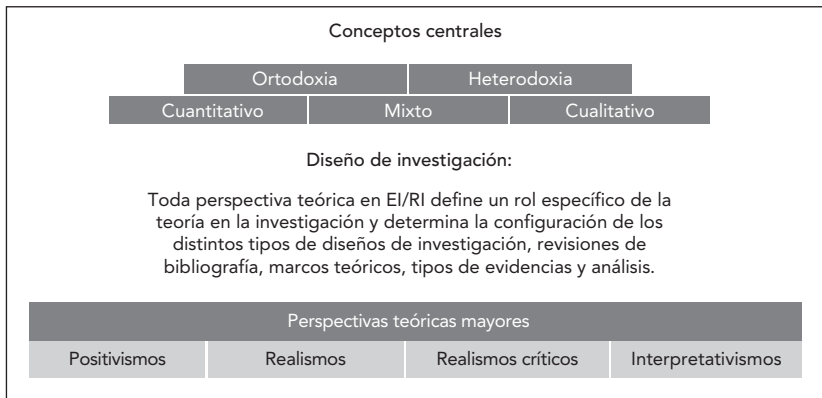 Conceptos centrales
Ortodoxia Heterodoxia
Cuantitativo Mixto Cualitativo
Diseño de investigación:
Toda perspectiva teórica en EI/RI define un rol específico de la
teoría en la investigación y determina la configuración de los
distintos tipos de diseños de investigación, revisiones de
bibliografía, marcos teóricos, tipos de evidencias y análisis.
Perspectivas teóricas mayores
Positivismos Realismos Realismos críticos Interpretativismos